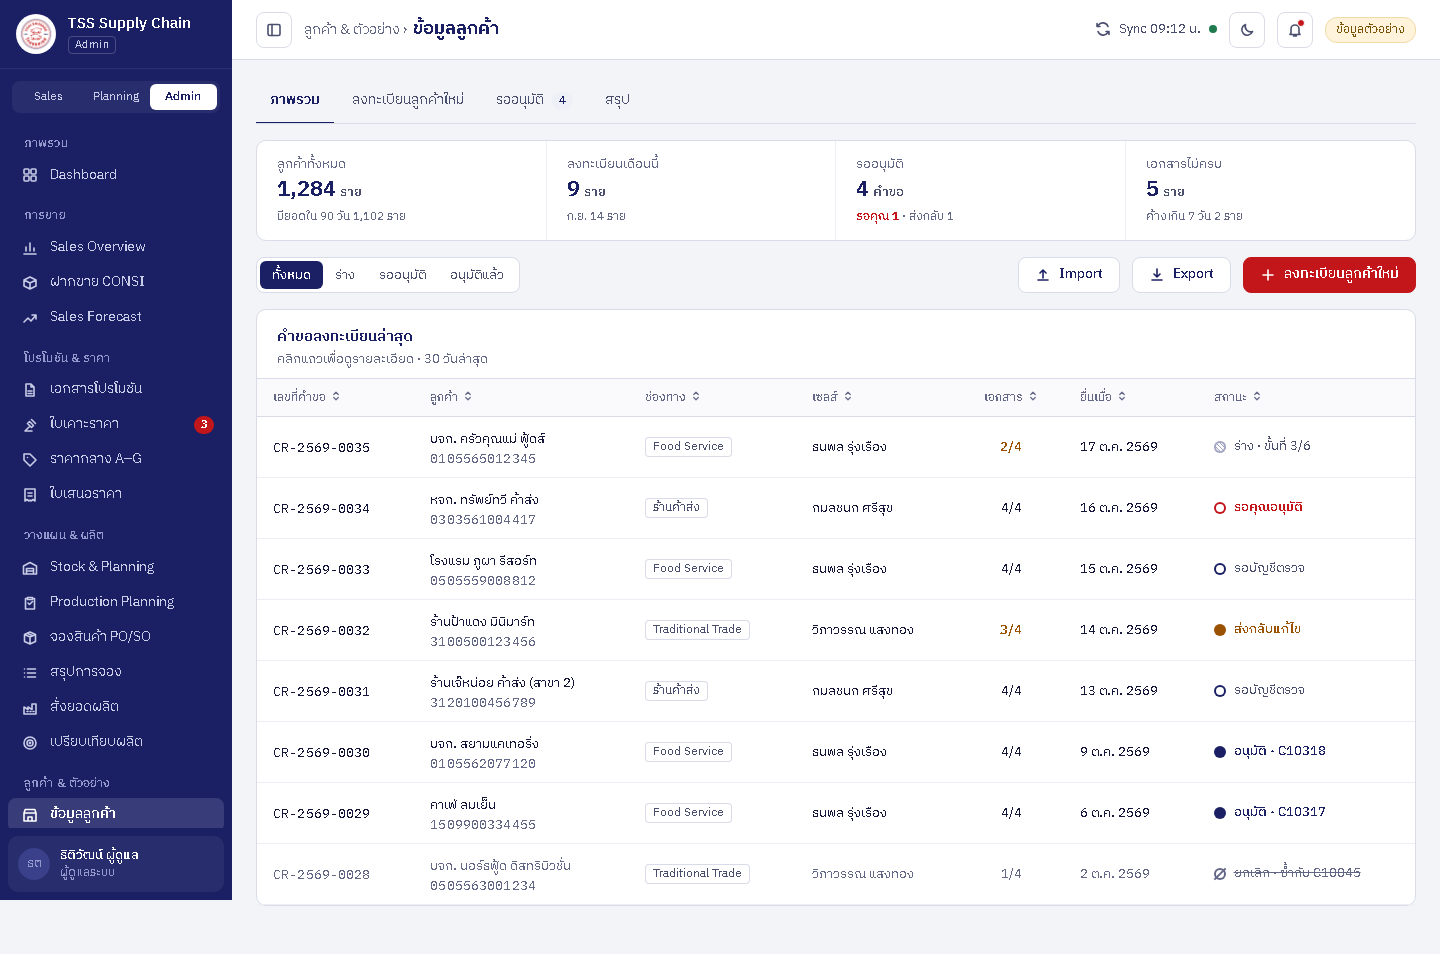 TSS Supply Chain
Admin
Sales Planning Admin
ภาพรวม
Dashboard
การขาย
Sales Overview
ฝากขาย CONSI
Sales Forecast
โปรโมชัน & ราคา
เอกสารโปรโมชัน
ใบเคาะราคา 3
ราคากลาง A–G
ใบเสนอราคา
วางแผน & ผลิต
Stock & Planning
Production Planning
จองสินค้า PO/SO
สรุปการจอง
สั่งยอดผลิต
เปรียบเทียบผลิต
ลูกค้า & ตัวอย่าง
ข้อมูลลูกค้า
ธต
ธิติวัฒน์ ผู้ดูแล
ผู้ดูแลระบบ
ลูกค้า & ตัวอย่าง › ข้อมูลลูกค้า
Sync 09:12 น.
ข้อมูลตัวอย่าง
ภาพรวม ลงทะเบียนลูกค้าใหม่ รออนุมัติ 4 สรุป
ลูกค้าทั้งหมด
1,284 ราย
มียอดใน 90 วัน 1,102 ราย
ลงทะเบียนเดือนนี้
9 ราย
ก.ย. 14 ราย
รออนุมัติ
4 คำขอ
รอคุณ 1 · ส่งกลับ 1
เอกสารไม่ครบ
5 ราย
ค้างเกิน 7 วัน 2 ราย
ทั้งหมด ร่าง รออนุมัติ อนุมัติแล้ว
Import Export ลงทะเบียนลูกค้าใหม่
คำขอลงทะเบียนล่าสุด
คลิกแถวเพื่อดูรายละเอียด · 30 วันล่าสุด
เลขที่คำขอ ลูกค้า ช่องทาง เซลส์ เอกสาร ยื่นเมื่อ สถานะ
CR-2569-0035 บจก. ครัวคุณแม่ ฟู้ดส์ Food Service ธนพล รุ่งเรือง 2/4 17 ต.ค. 2569 ร่าง · ขั้นที่ 3/6
0105565012345
CR-2569-0034 หจก. ทรัพย์ทวี ค้าส่ง ร้านค้าส่ง กมลชนก ศรีสุข 4/4 16 ต.ค. 2569 รอคุณอนุมัติ
0303561004417
CR-2569-0033 โรงแรม ภูผา รีสอร์ท Food Service ธนพล รุ่งเรือง 4/4 15 ต.ค. 2569 รอบัญชีตรวจ
0505559008812
CR-2569-0032 ร้านป้าแดง มินิมาร์ท Traditional Trade วิภาวรรณ แสงทอง 3/4 14 ต.ค. 2569 ส่งกลับแก้ไข
3100500123456
CR-2569-0031 ร้านเจ๊หน่อย ค้าส่ง (สาขา 2) ร้านค้าส่ง กมลชนก ศรีสุข 4/4 13 ต.ค. 2569 รอบัญชีตรวจ
3120100456789
CR-2569-0030 บจก. สยามแคเทอริ่ง Food Service ธนพล รุ่งเรือง 4/4 9 ต.ค. 2569 อนุมัติ · C10318
0105562077120
CR-2569-0029 คาเฟ่ ลมเย็น Food Service ธนพล รุ่งเรือง 4/4 6 ต.ค. 2569 อนุมัติ · C10317
1509900334455
CR-2569-0028 บจก. นอร์ธฟู้ด ดิสทริบิวชั่น Traditional Trade วิภาวรรณ แสงทอง 1/4 2 ต.ค. 2569 ยกเลิก · ซ้ำกับ C10045
0505563001234